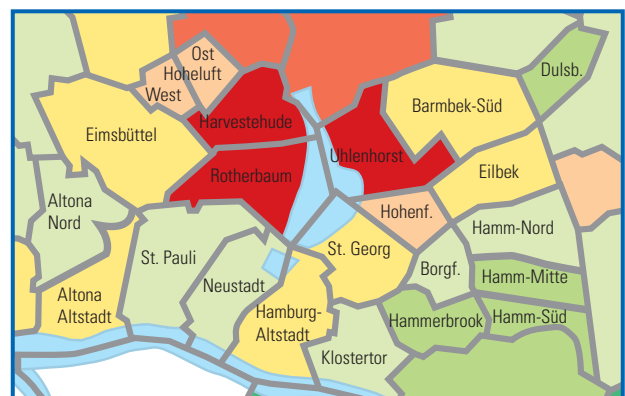 Ost
Hoheluft
West
Dulsb.
Harvestehude
Barmbek-Süd
Eimsbüttel
Uhlenhorst
Rotherbaum
Eilbek
Altona
Nord
Hohenf.
Hamm-Nord
St. Pauli
St. Georg
Borgf.
Neustadt
Hamm-Mitte
Altona
Altstadt
Hamburg-
Altstadt
Hammerbrook
Hamm-Süd
Klostertor